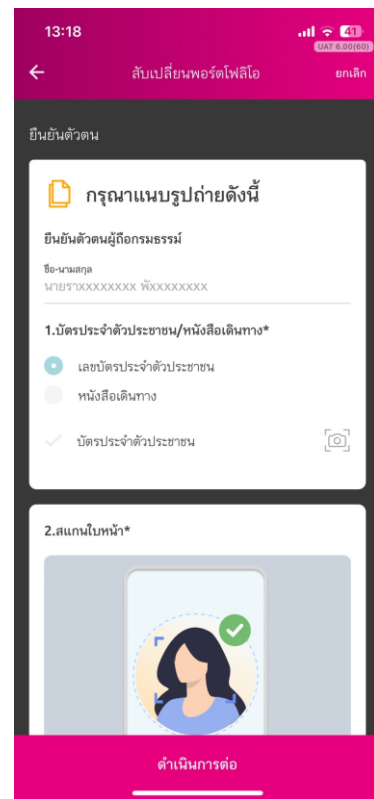 13:18
41
UAT 6.00(60)
สับเปลี่ยนพอร์ตโฟลิโอ
ยกเลิก
ยืนยันตัวตน
กรุณาแนบรูปถ่ายดังนี้
ยืนยันตัวตนผู้ถือกรมธรรม์
ชื่อ-นามสกุล
นายราxxxxxxxx พัxxxxxxxx
1.บัตรประจำตัวประชาชน/หนังสือเดินทาง*
เลขบัตรประจำตัวประชาชน
หนังสือเดินทาง
บัตรประจำตัวประชาชน
2.สแกนใบหน้า*
ดำเนินการต่อ